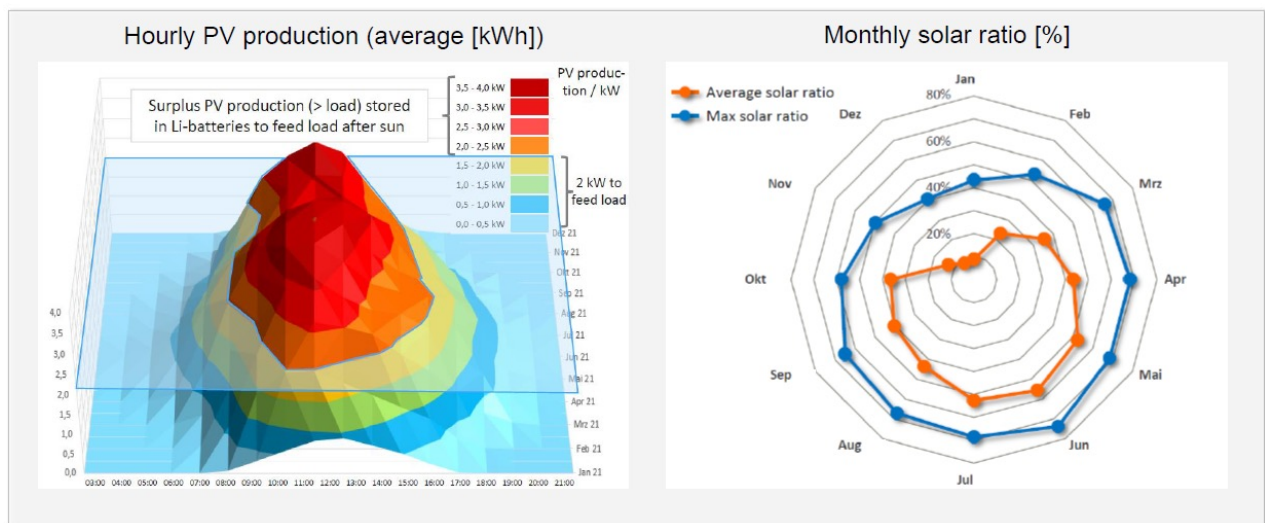 Hourly PV production (average [kWh])
Surplus PV production (> load) stored
in Li-batteries to feed load after sun
PV produc-
tion / kW
3,5 - 4,0 kW
3,0 - 3,5 kW
2,5 - 3,0 kW
2,0 - 2,5 kW
1,5 - 2,0 kW
1,0 - 1,5 kW
0,5 - 1,0 kW
0,0 - 0,5 kW
2 kW to
feed load
Dez 21
Nov 21
Okt 21
Sep 21
Aug 21
Jul 21
Jun 21
Mai 21
Apr 21
Mrz 21
Feb 21
Jan 21
4,0
3,5
3,0
2,5
2,0
1,5
1,0
0,5
0,0
03:00 04:00 05:00 06:00 07:00 08:00 09:00 10:00 11:00 12:00 13:00 14:00 15:00 16:00 17:00 18:00 19:00 20:00 21:00
Monthly solar ratio [%]
Average solar ratio
Max solar ratio
Jan
Feb
Mrz
Apr
Mai
Jun
Jul
Aug
Sep
Okt
Nov
Dez
80%
60%
40%
20%